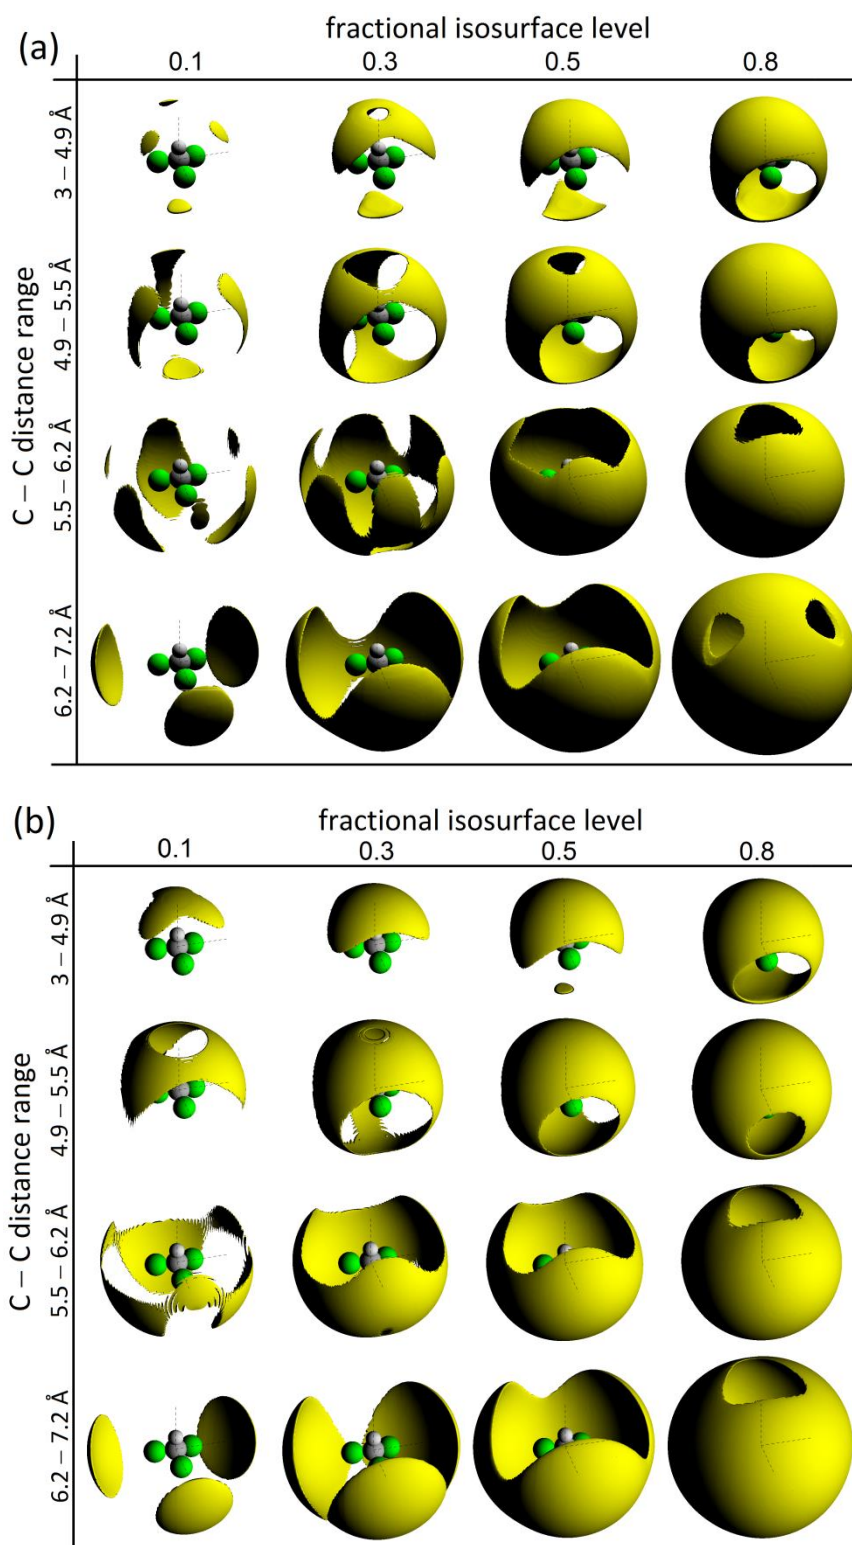 (a)
fractional isosurface level
0.1 0.3 0.5 0.8
C – C distance range
3 – 4.9 Å
4.9 – 5.5 Å
5.5 – 6.2 Å
6.2 – 7.2 Å
(b)
fractional isosurface level
0.1 0.3 0.5 0.8
C – C distance range
3 – 4.9 Å
4.9 – 5.5 Å
5.5 – 6.2 Å
6.2 – 7.2 Å